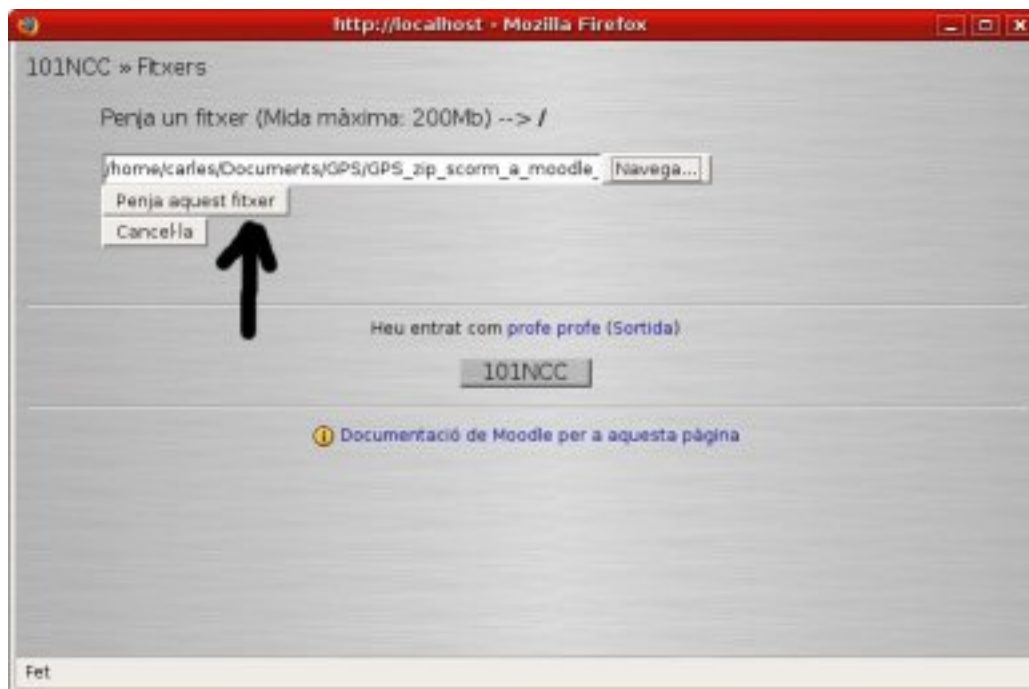 http://localhost - Mozilla Firefox
101NCC » Fitxers
Penja un fitxer (Mida màxima: 200Mb) --> /
/home/carles/Documents/GPS/GPS_zip_scorm_a_moodle_ Navega...
Penja aquest fitxer
Cancel·la
Heu entrat com profe profe (Sortida)
101NCC
Documentació de Moodle per a aquesta pàgina
Fet